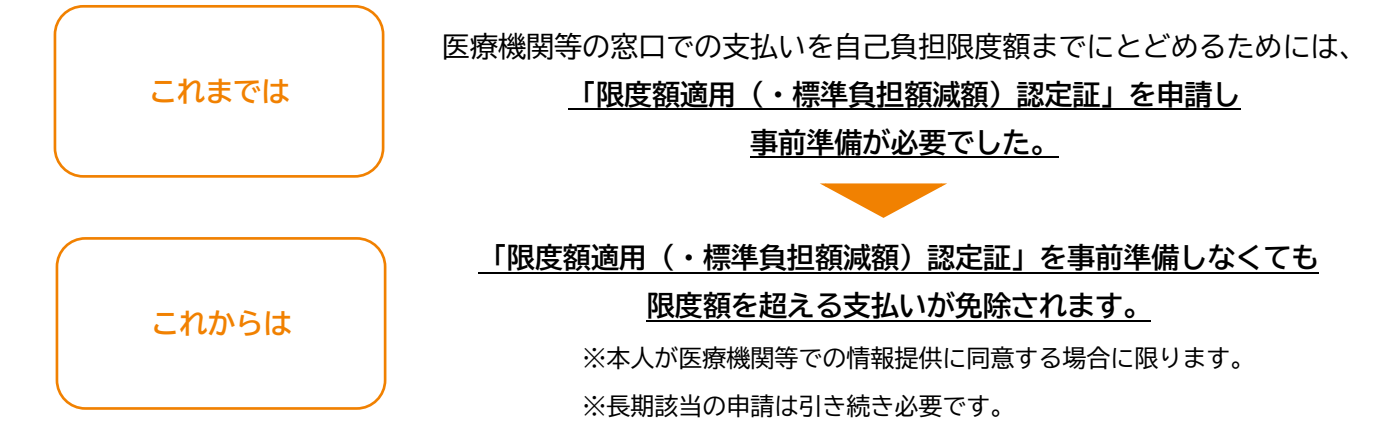 これまでは
医療機関等の窓口での支払いを自己負担限度額までにとどめるためには、
「限度額適用（・標準負担額減額）認定証」を申請し
事前準備が必要でした。
これからは
「限度額適用（・標準負担額減額）認定証」を事前準備しなくても
限度額を超える支払いが免除されます。
※本人が医療機関等での情報提供に同意する場合に限ります。
※長期該当の申請は引き続き必要です。